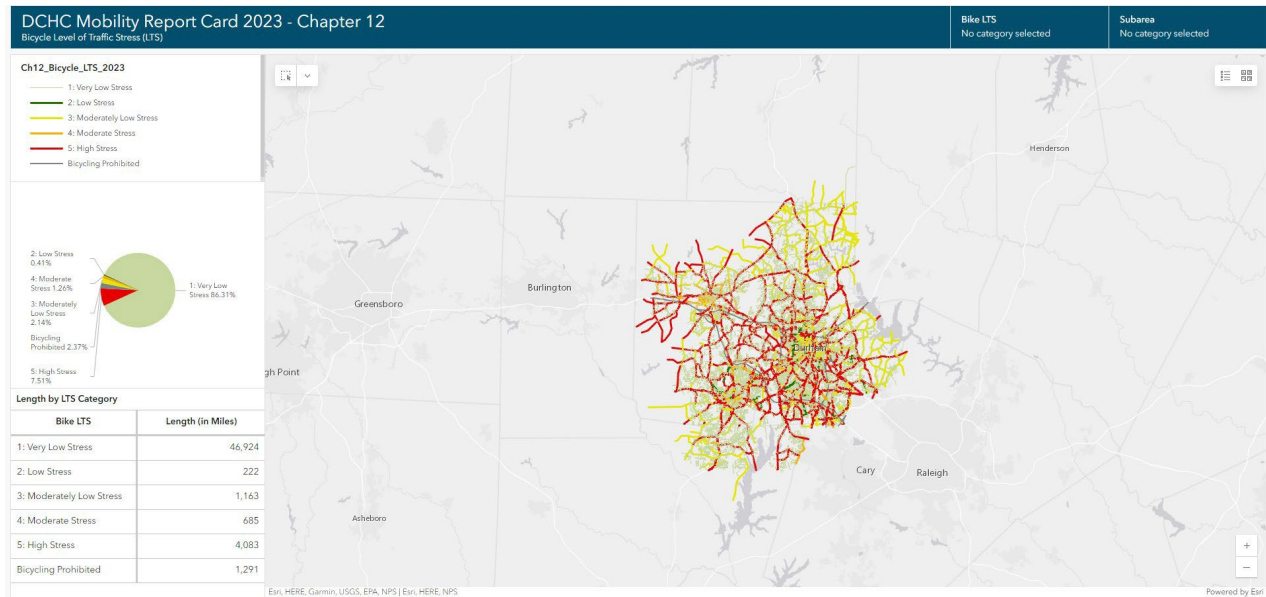 DCHC Mobility Report Card 2023 - Chapter 12
Bicycle Level of Traffic Stress (LTS)
Bike LTS
No category selected
Subarea
No category selected
Ch12_Bicycle_LTS_2023
1: Very Low Stress
2: Low Stress
3: Moderately Low Stress
4: Moderate Stress
5: High Stress
Bicycling Prohibited
2: Low Stress
0.41%
4: Moderate
Stress 1.26%
3: Moderately
Low Stress
2.14%
Bicycling
Prohibited 2.37%
5: High Stress
7.51%
1: Very Low
Stress 86.31%
Length by LTS Category
Bike LTS Length (in Miles)
1: Very Low Stress 46,924
2: Low Stress 222
3: Moderately Low Stress 1,163
4: Moderate Stress 685
5: High Stress 4,083
Bicycling Prohibited 1,291
Henderson
Burlington
Greensboro
Durham
gh Point
Cary
Raleigh
Asheboro
+
−
Esri, HERE, Garmin, USGS, EPA, NPS | Esri, HERE, NPS
Powered by Esri